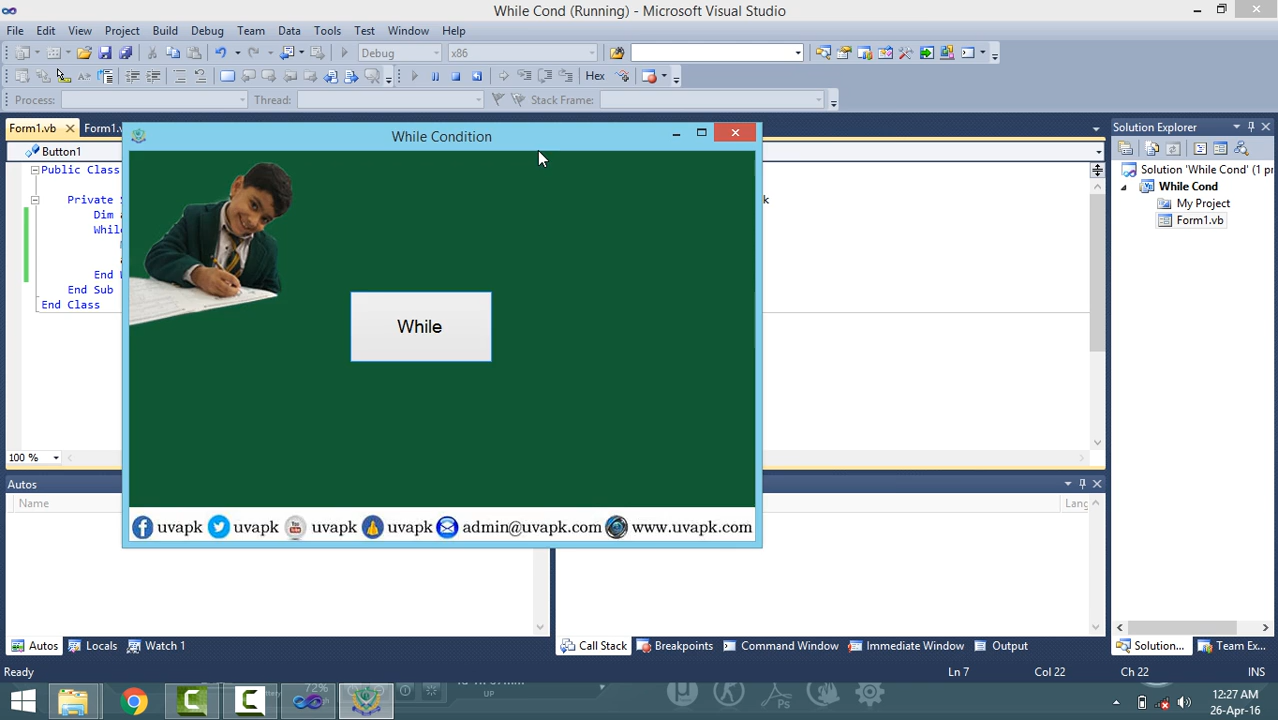 While Cond (Running) - Microsoft Visual Studio
File Edit View Project Build Debug Team Data Tools Test Window Help
Debug x86
Hex
Process: Thread: Stack Frame:
Form1.vb Form1. While Condition Solution Explorer
Button1
Public Class
Private
Dim
While
End
End Sub
End Class
While
Solution 'While Cond' (1 pr
While Cond
My Project
Form1.vb
100 %
Autos
Name Lang
uvapk uvapk uvapk uvapk admin@uvapk.com www.uvapk.com
Autos Locals Watch 1 Call Stack Breakpoints Command Window Immediate Window Output Solution... Team Ex...
Ready Ln 7 Col 22 Ch 22 INS
72%
UP
Ps
12:27 AM
26-Apr-16